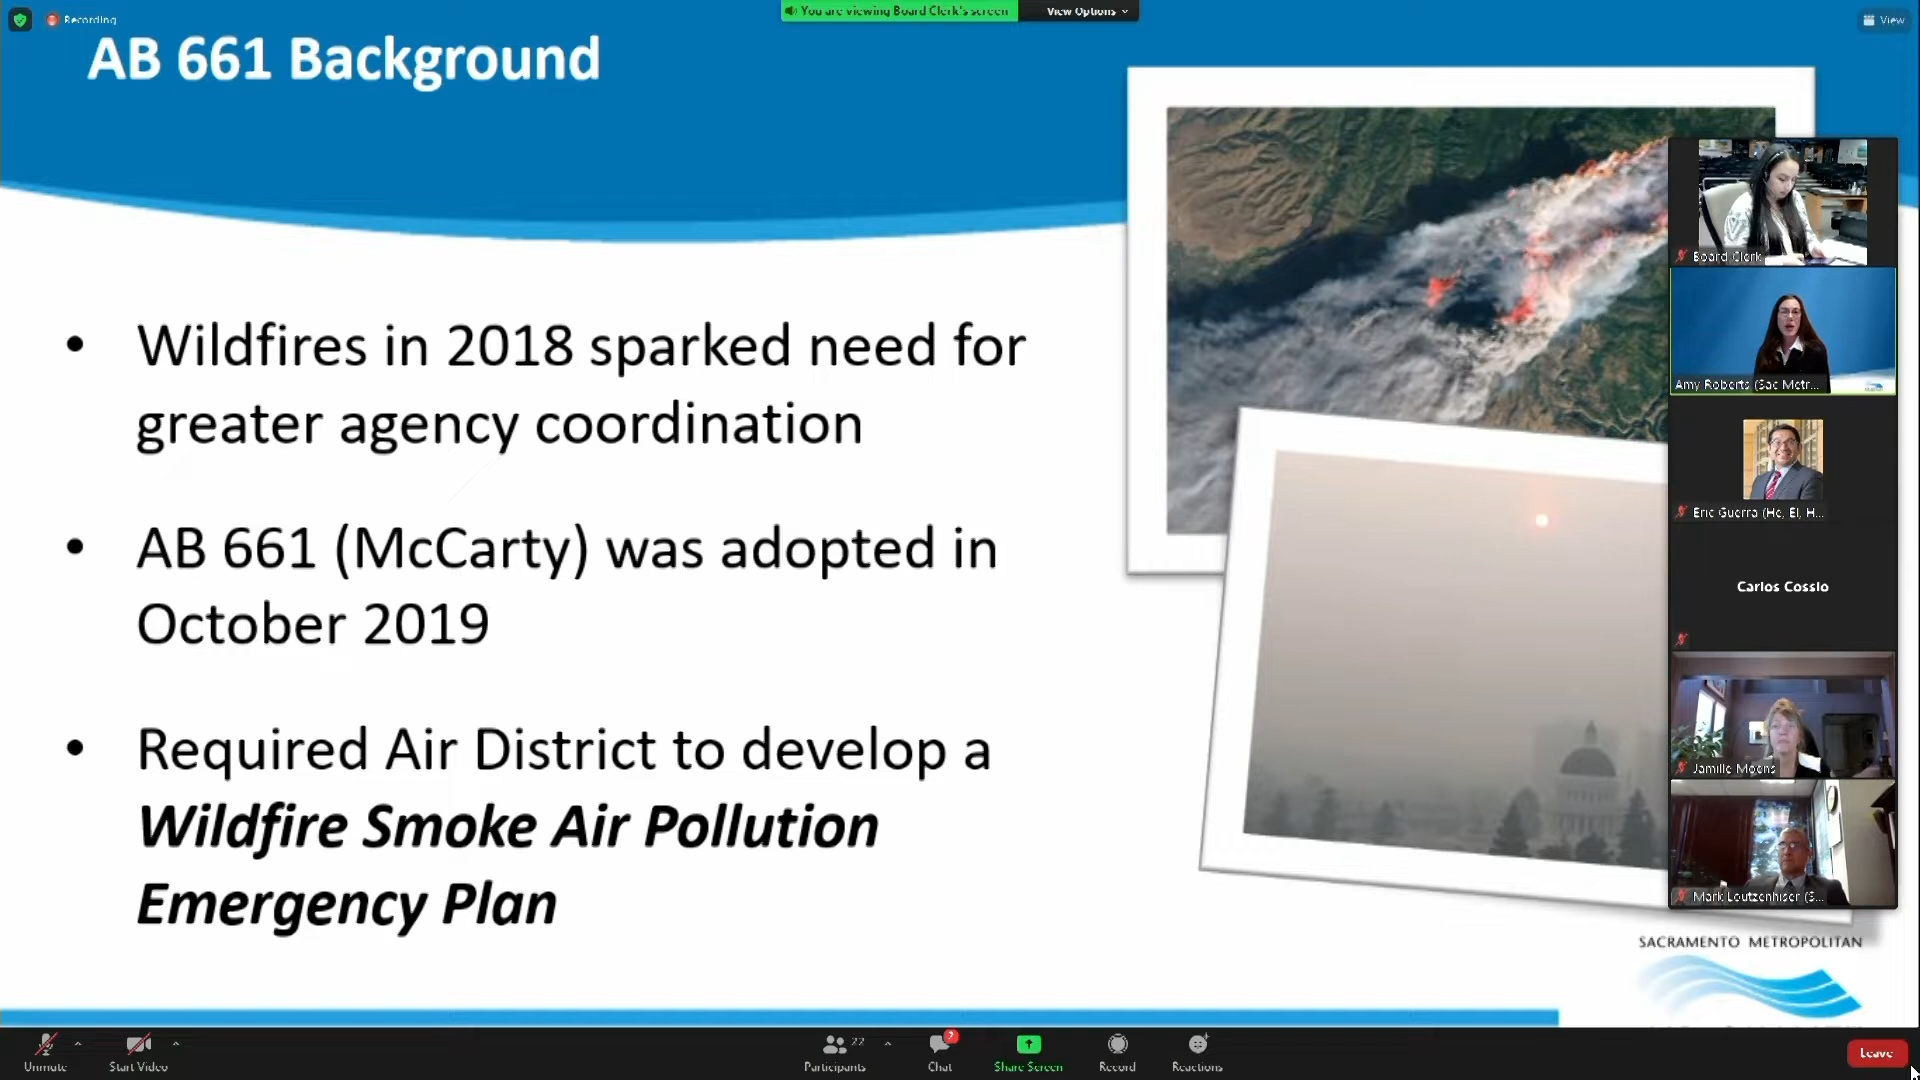 Recording
You are viewing Board Clerk's screen
View Options
View
AB 661 Background
• Wildfires in 2018 sparked need for
greater agency coordination
• AB 661 (McCarty) was adopted in
October 2019
• Required Air District to develop a
Wildfire Smoke Air Pollution
Emergency Plan
Board Clerk
Amy Roberts (Sac Metr...
Eric Guerra (He, El, H...
Carlos Cossio
Jamille Moens
Mark Loutzenhiser (S...
SACRAMENTO METROPOLITAN
Unmute
Start Video
Participants
22
Chat
Share Screen
Record
Reactions
Leave